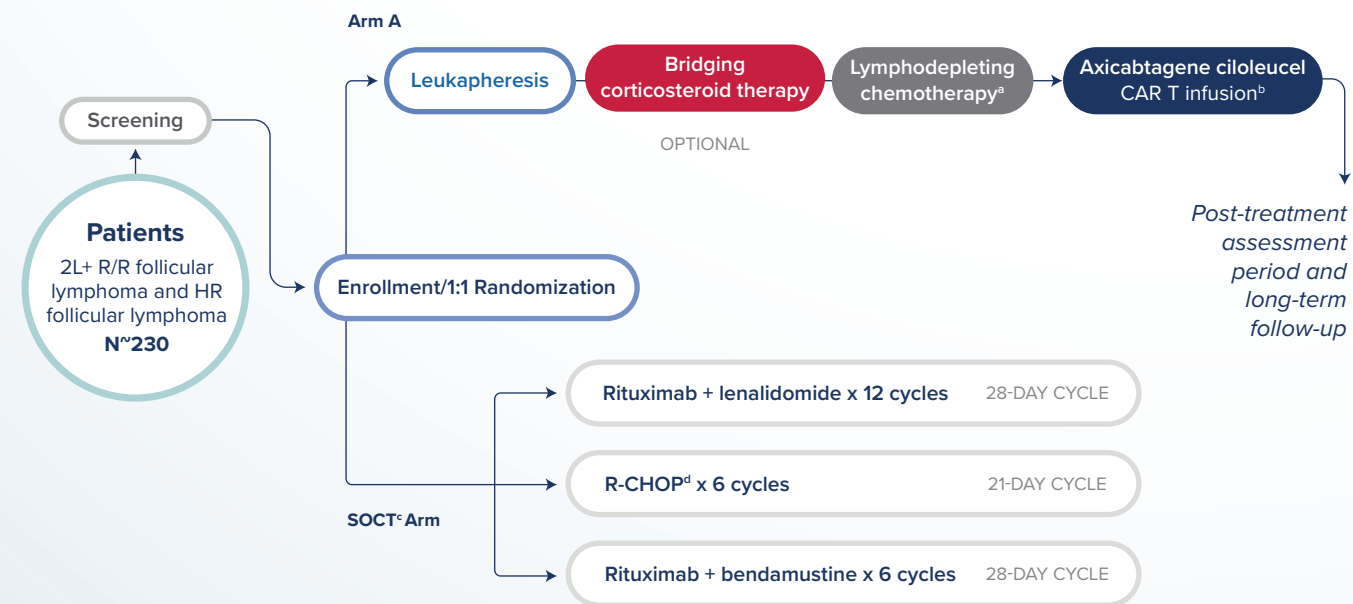 Arm A
Leukapheresis
Bridging
corticosteroid therapy
OPTIONAL
Lymphodepleting
chemotherapyᵃ
Axicabtagene ciloleucel
CAR T infusionᵇ
Post-treatment
assessment
period and
long-term
follow-up
Screening
Patients
2L+ R/R follicular
lymphoma and HR
follicular lymphoma
N~230
Enrollment/1:1 Randomization
SOCTᶜ Arm
Rituximab + lenalidomide x 12 cycles 28-DAY CYCLE
R-CHOPᵈ x 6 cycles 21-DAY CYCLE
Rituximab + bendamustine x 6 cycles 28-DAY CYCLE